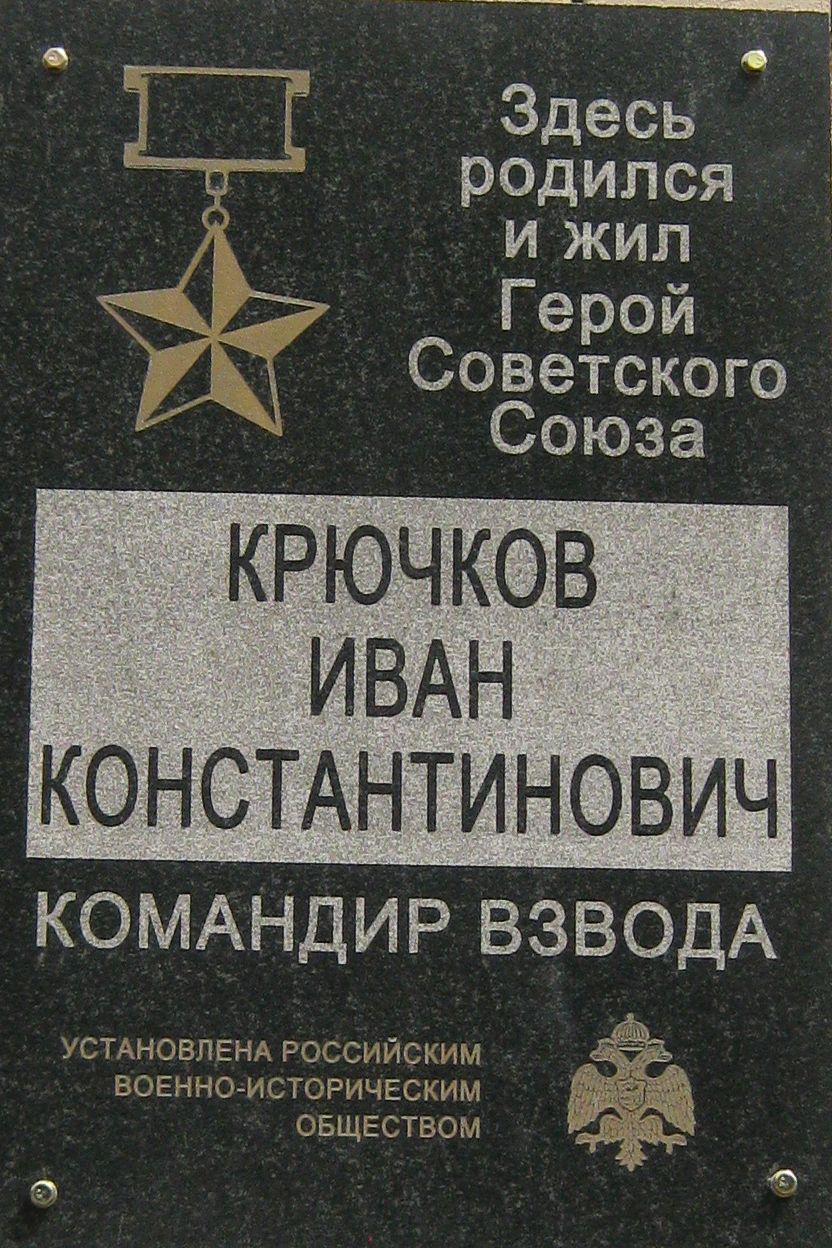 Здесь
родился
и жил
Герой
Советского
Союза
КРЮЧКОВ
ИВАН
КОНСТАНТИНОВИЧ
КОМАНДИР ВЗВОДА
УСТАНОВЛЕНА РОССИЙСКИМ
ВОЕННО-ИСТОРИЧЕСКИМ
ОБЩЕСТВОМ